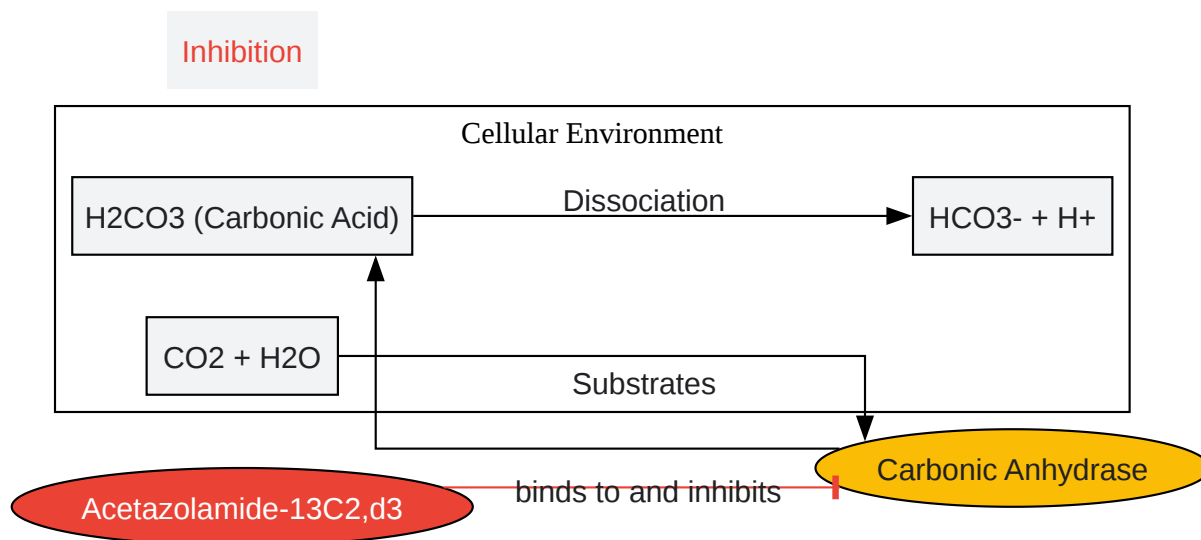 Inhibition
Cellular Environment
H2CO3 (Carbonic Acid)
Dissociation
HCO3- + H+
CO2 + H2O
Substrates
Carbonic Anhydrase
Acetazolamide-13C2,d3
binds to and inhibits